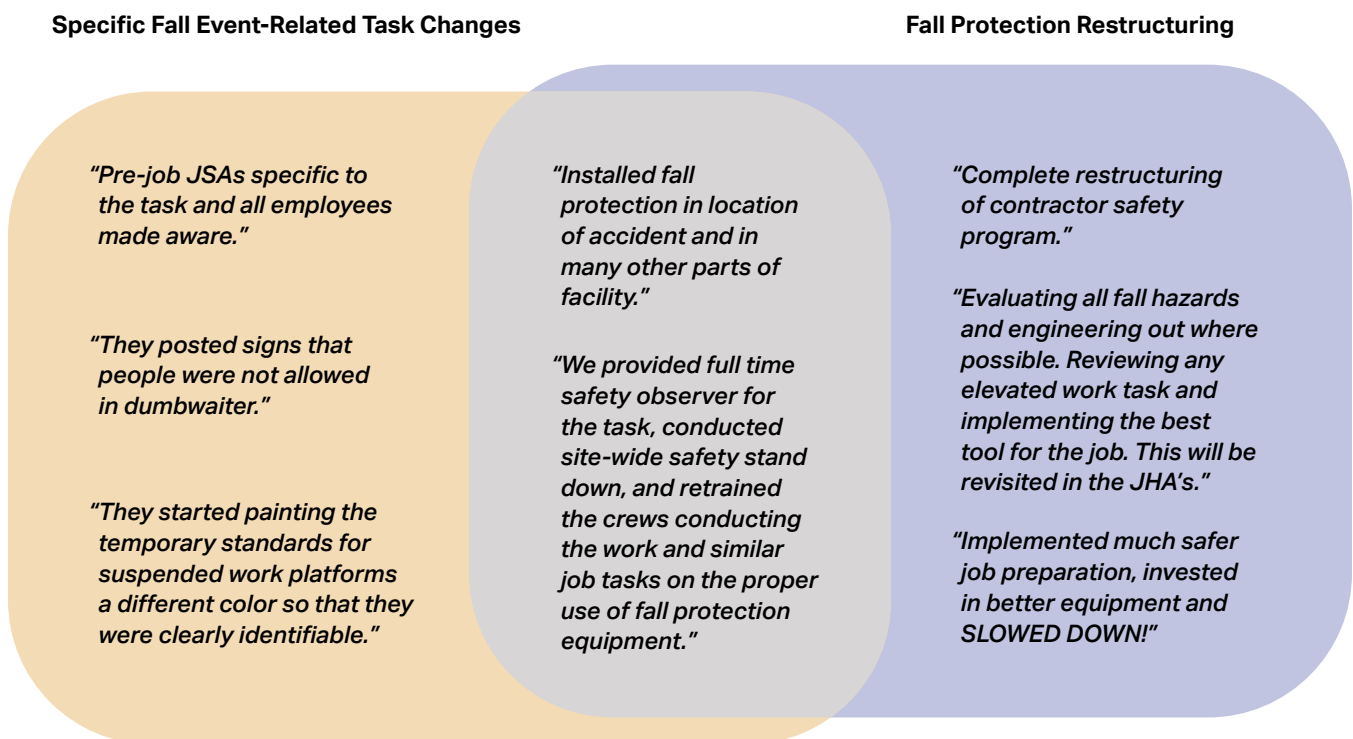 Specific Fall Event-Related Task Changes
Fall Protection Restructuring
“Pre-job JSAs specific to
the task and all employees
made aware.”
“They posted signs that
people were not allowed
in dumbwaiter.”
“They started painting the
temporary standards for
suspended work platforms
a different color so that they
were clearly identifiable.”
“Installed fall
protection in location
of accident and in
many other parts of
facility.”
“We provided full time
safety observer for
the task, conducted
site-wide safety stand
down, and retrained
the crews conducting
the work and similar
job tasks on the proper
use of fall protection
equipment.”
“Complete restructuring
of contractor safety
program.”
“Evaluating all fall hazards
and engineering out where
possible. Reviewing any
elevated work task and
implementing the best
tool for the job. This will be
revisited in the JHA’s.”
“Implemented much safer
job preparation, invested
in better equipment and
SLOWED DOWN!”